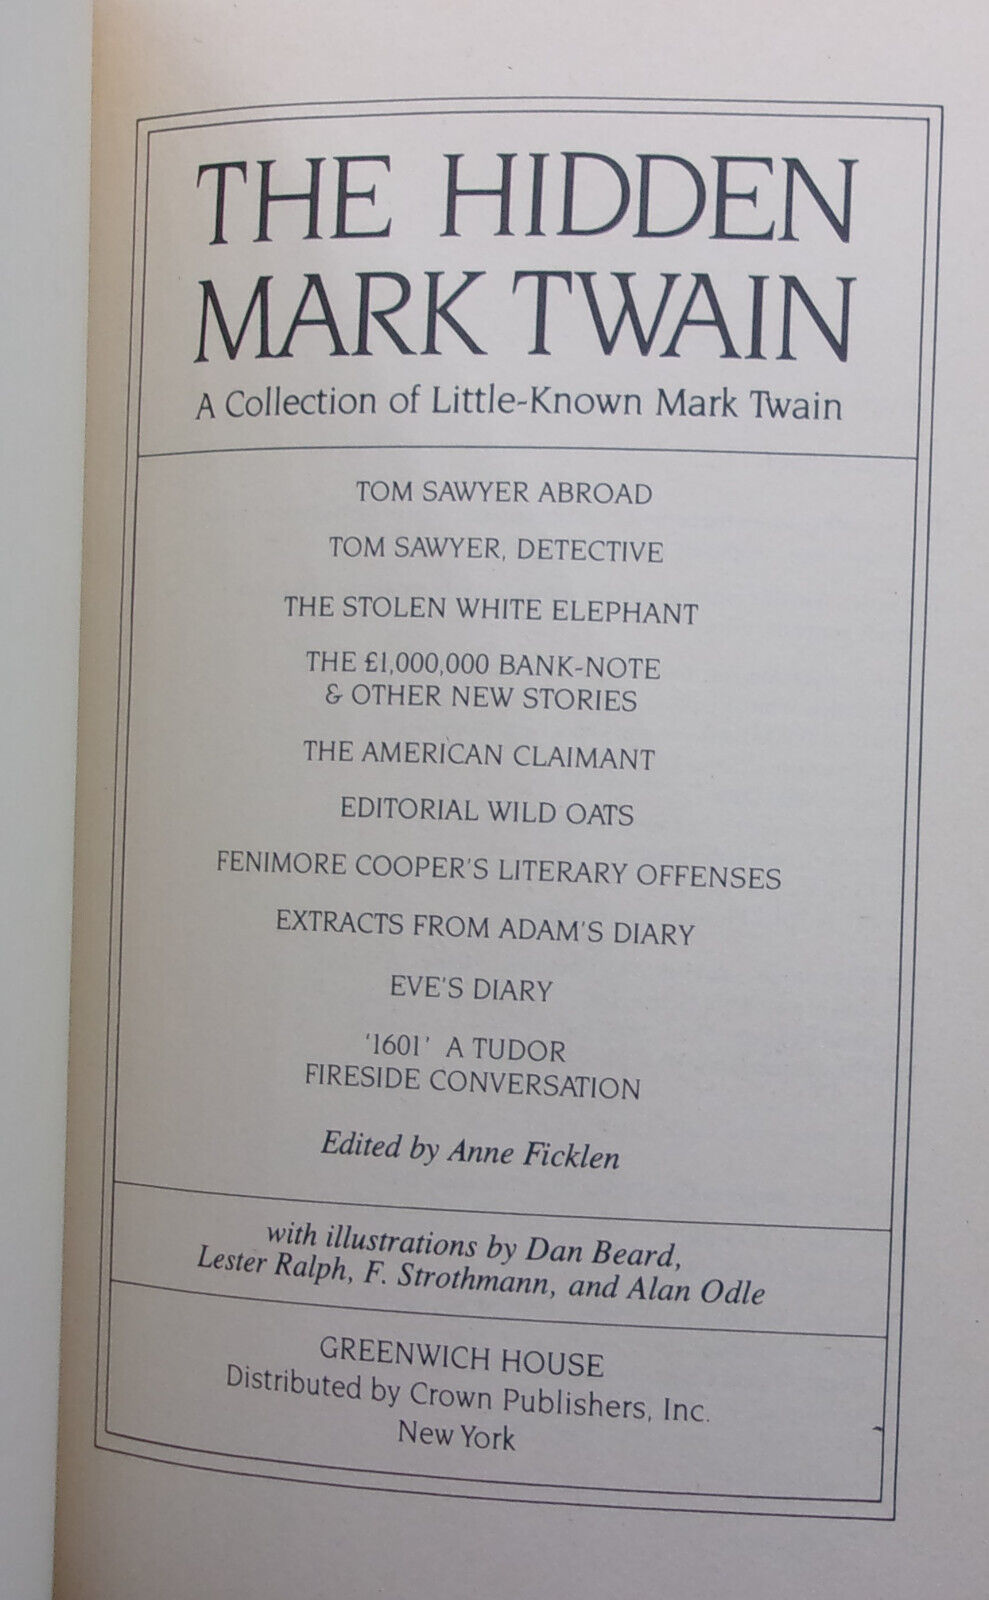 THE HIDDEN
MARK TWAIN
A Collection of Little-Known Mark Twain
TOM SAWYER ABROAD
TOM SAWYER, DETECTIVE
THE STOLEN WHITE ELEPHANT
THE £1,000,000 BANK-NOTE
& OTHER NEW STORIES
THE AMERICAN CLAIMANT
EDITORIAL WILD OATS
FENIMORE COOPER'S LITERARY OFFENSES
EXTRACTS FROM ADAM'S DIARY
EVE'S DIARY
'1601' A TUDOR
FIRESIDE CONVERSATION
Edited by Anne Ficklen
with illustrations by Dan Beard,
Lester Ralph, F. Strothmann, and Alan Odle
GREENWICH HOUSE
Distributed by Crown Publishers, Inc.
New York